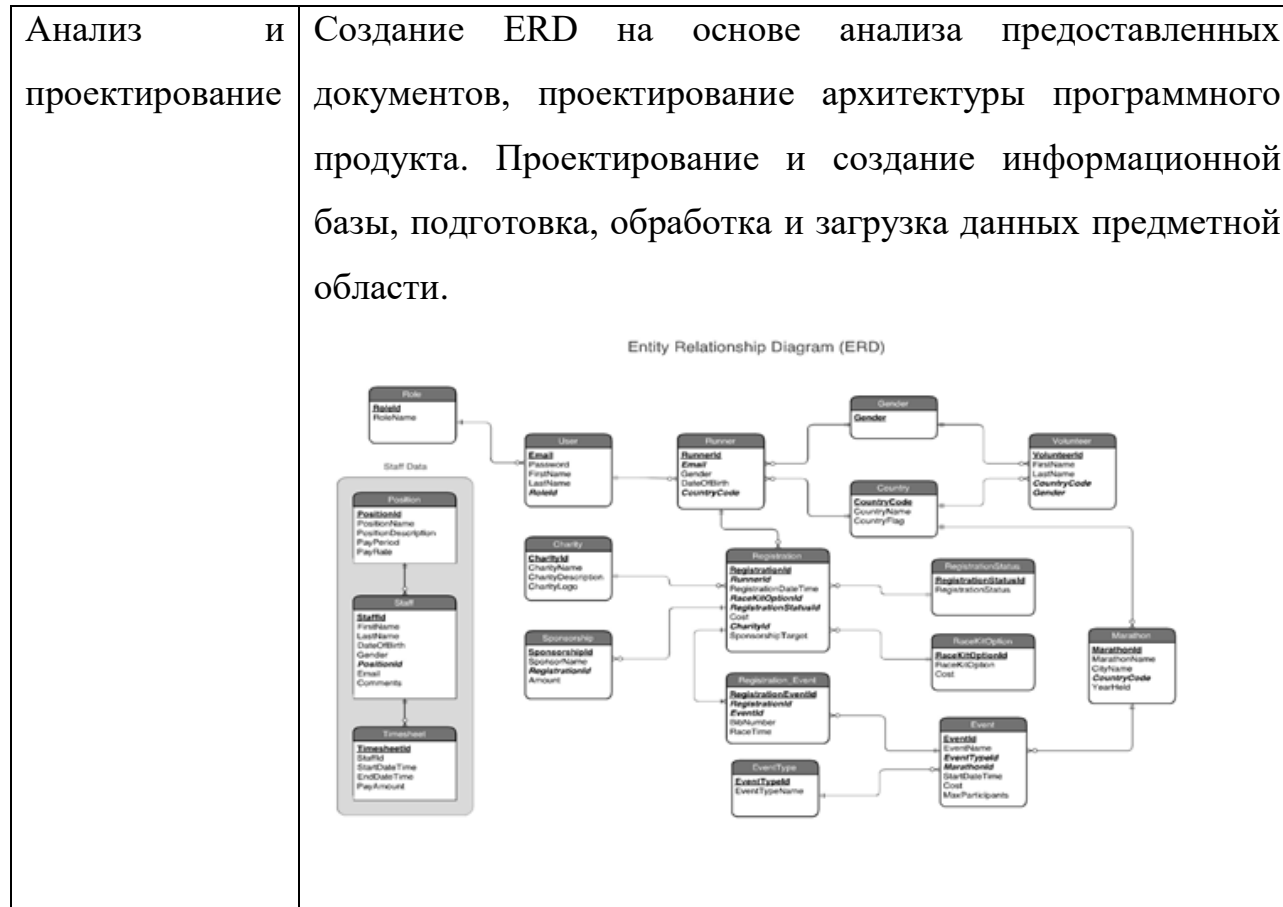 Анализ и
проектирование
Создание ERD на основе анализа предоставленных
документов, проектирование архитектуры программного
продукта. Проектирование и создание информационной
базы, подготовка, обработка и загрузка данных предметной
области.
Entity Relationship Diagram (ERD)
Role
RoleId
RoleName
User
Email
Password
FirstName
LastName
RoleId
Runner
RunnerId
Email
Gender
DateOfBirth
CountryCode
Gender
Gender
Country
CountryCode
CountryName
CountryFlag
Volunteer
VolunteerId
FirstName
LastName
CountryCode
Gender
Staff Data
Position
PositionId
PositionName
PositionDescription
PayPeriod
PayRate
Staff
StaffId
FirstName
LastName
DateOfBirth
Gender
PositionId
Email
Comments
Timesheet
TimesheetId
StaffId
StartDateTime
EndDateTime
PayAmount
Charity
CharityId
CharityName
CharityDescription
CharityLogo
Sponsorship
SponsorshipId
SponsorName
RegistrationId
Amount
Registration
RegistrationId
RunnerId
RegistrationDateTime
RaceKitOptionId
RegistrationStatusId
Cost
CharityId
SponsorshipTarget
Registration_Event
RegistrationEventId
RegistrationId
EventId
BibNumber
RaceTime
EventType
EventTypeId
EventTypeName
RegistrationStatus
RegistrationStatusId
RegistrationStatus
RaceKitOption
RaceKitOptionId
RaceKitOption
Cost
Event
EventId
EventName
EventTypeId
MarathonId
StartDateTime
Cost
MaxParticipants
Marathon
MarathonId
MarathonName
CityName
CountryCode
YearHeld